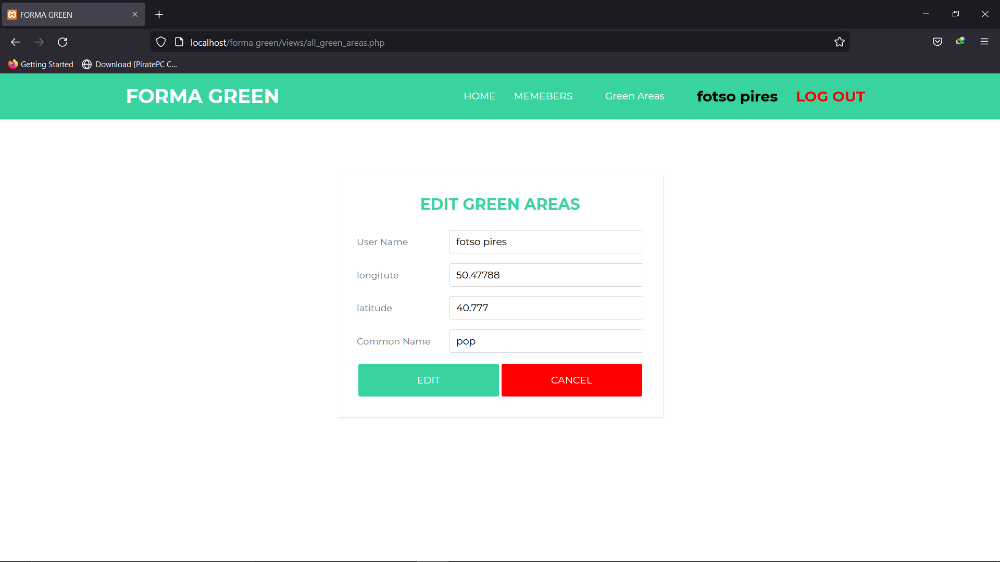 FORMA GREEN
localhost/forma green/views/all_green_areas.php
Getting Started Download [PiratePC C...
FORMA GREEN HOME MEMEBERS Green Areas fotso pires LOG OUT
EDIT GREEN AREAS
User Name fotso pires
longitute 50.47788
latitude 40.777
Common Name pop
EDIT CANCEL